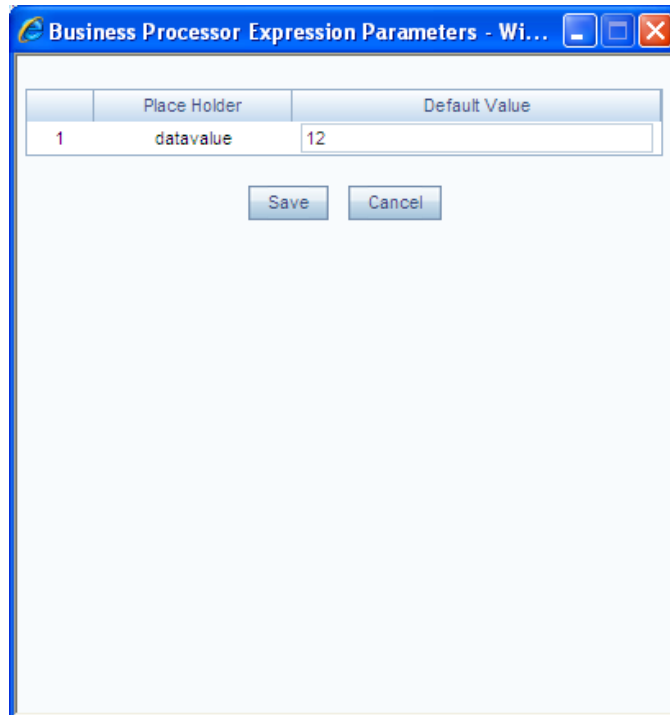 Business Processor Expression Parameters - Wi...
Place Holder Default Value
1 datavalue 12
Save Cancel